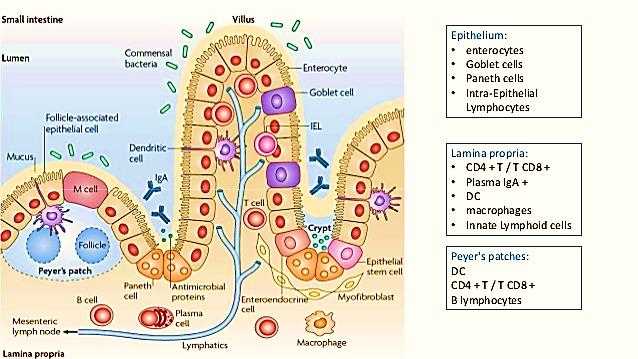 Small intestine
Villus
Lumen
Commensal
bacteria
Enterocyte
Goblet cell
Follicle-associated
epithelial cell
IEL
Dendritic
cell
Mucus
IgA
M cell
T cell
Crypt
Follicle
Peyer's patch
Epithelial
stem cell
Paneth
cell
Antimicrobial
proteins
Enteroendocrine
cell
Myofibroblast
B cell
Plasma
cell
Mesenteric
lymph node
Lymphatics
Macrophage
Lamina propria
Epithelium:
• enterocytes
• Goblet cells
• Paneth cells
• Intra-Epithelial
Lymphocytes
Lamina propria:
• CD4 + T / T CD8 +
• Plasma IgA +
• DC
• macrophages
• Innate Lymphoid cells
Peyer's patches:
DC
CD4 + T / T CD8 +
B lymphocytes